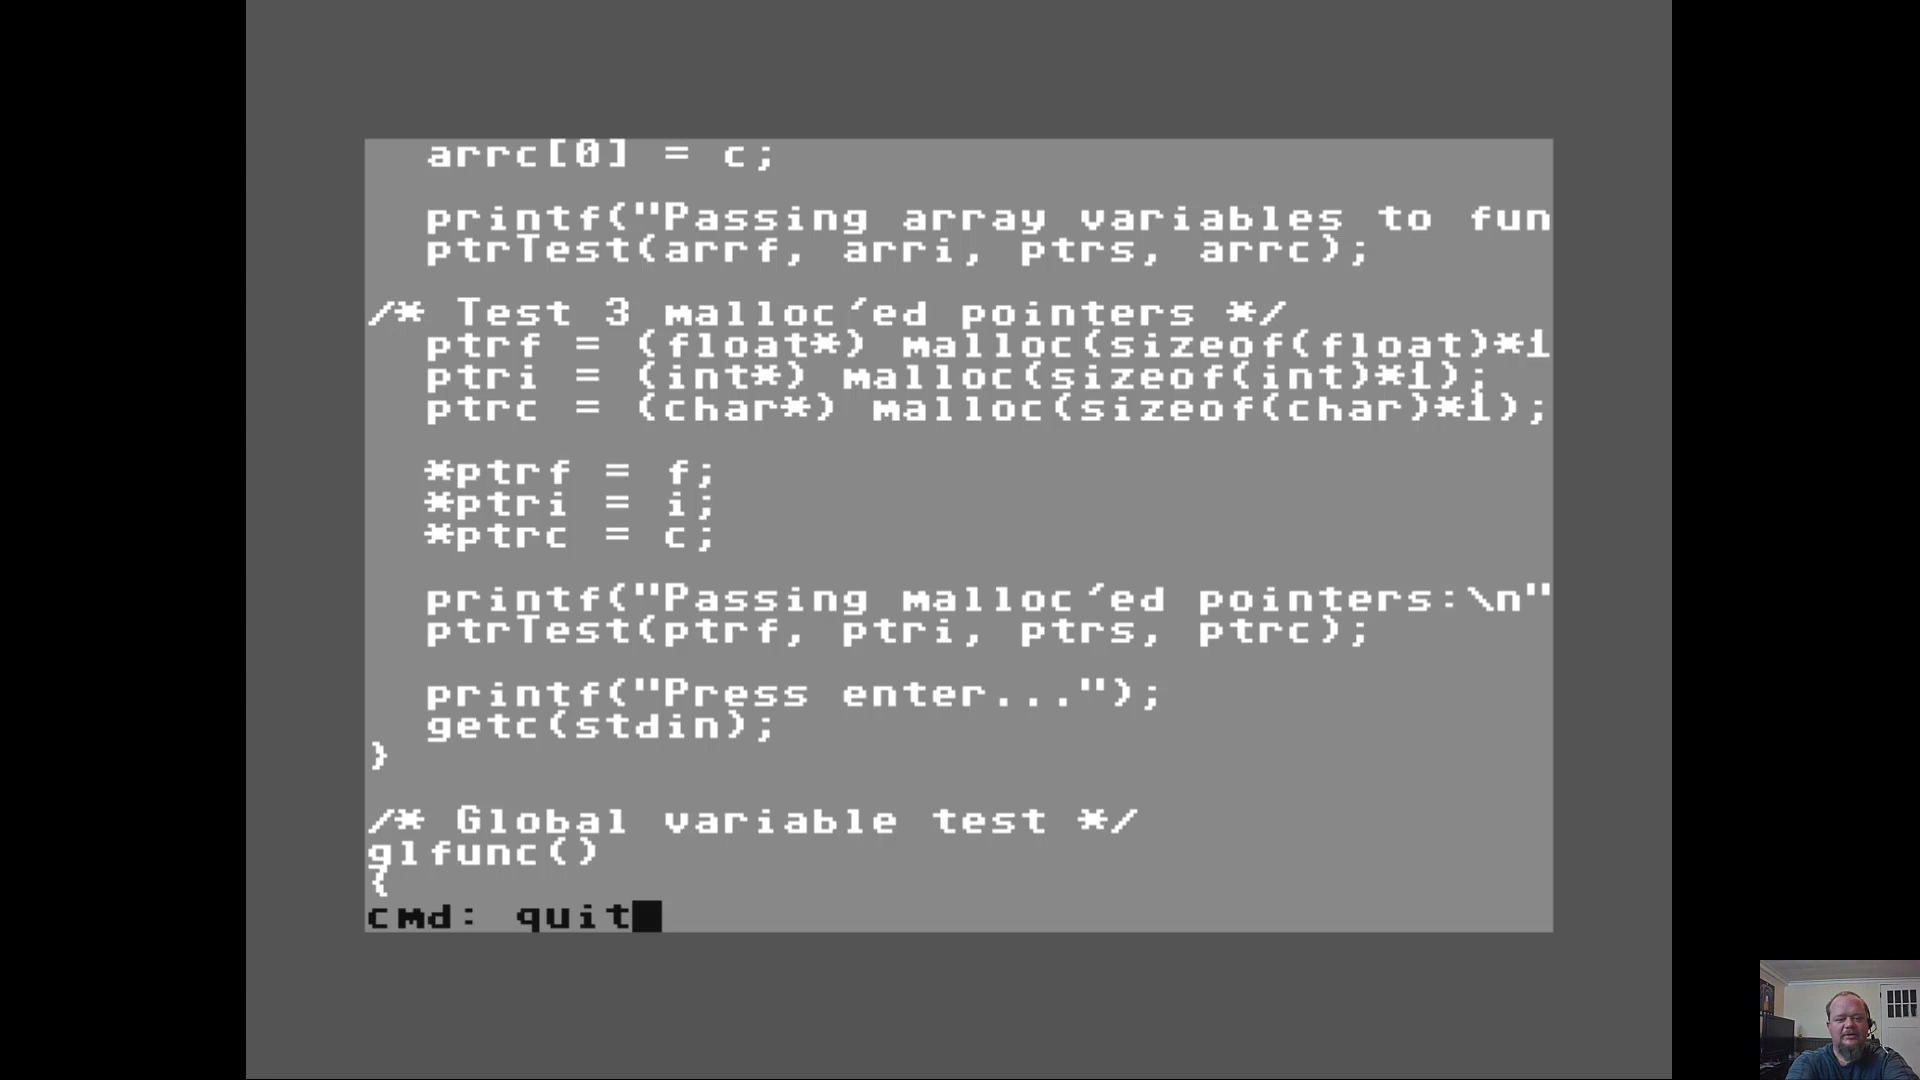 arrc[0] = c;
printf("Passing array variables to fun
ptrTest(arrf, arri, ptrs, arrc);
/* Test 3 malloc'ed pointers */
ptrf = (float*) malloc(sizeof(float)*1
ptri = (int*) malloc(sizeof(int)*1);
ptrc = (char*) malloc(sizeof(char)*1);
*ptrf = f;
*ptri = i;
*ptrc = c;
printf("Passing malloc'ed pointers:\n"
ptrTest(ptrf, ptri, ptrs, ptrc);
printf("Press enter...");
getc(stdin);
}
/* Global variable test */
glfunc()
{
cmd: quit